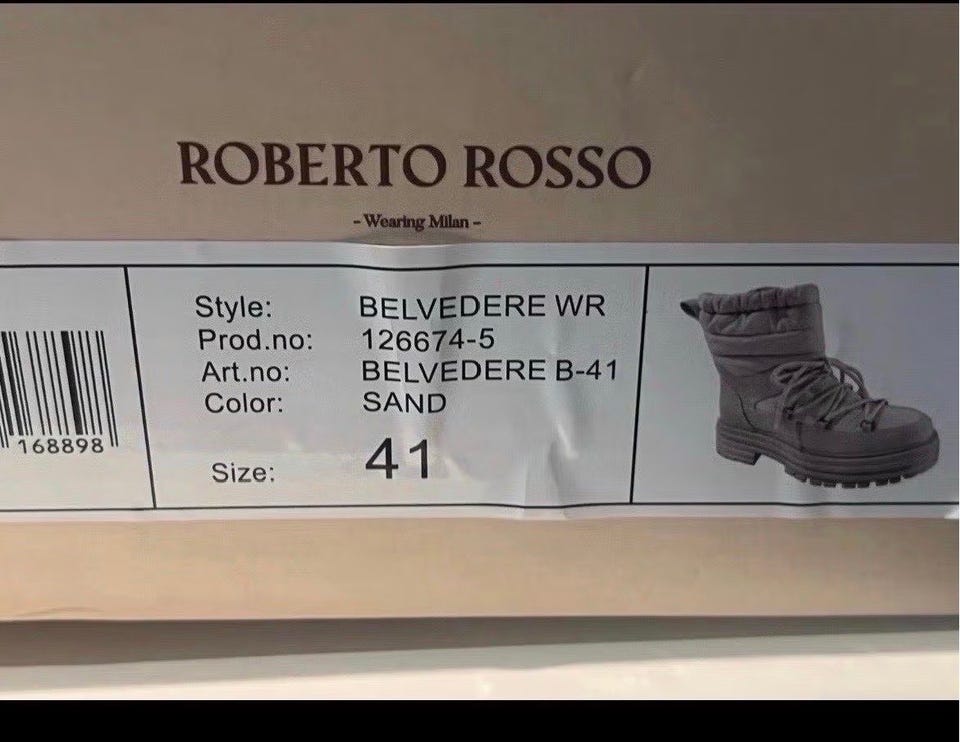 ROBERTO ROSSO
- Wearing Milan -
Style: BELVEDERE WR
Prod.no: 126674-5
Art.no: BELVEDERE B-41
Color: SAND
Size: 41
168898